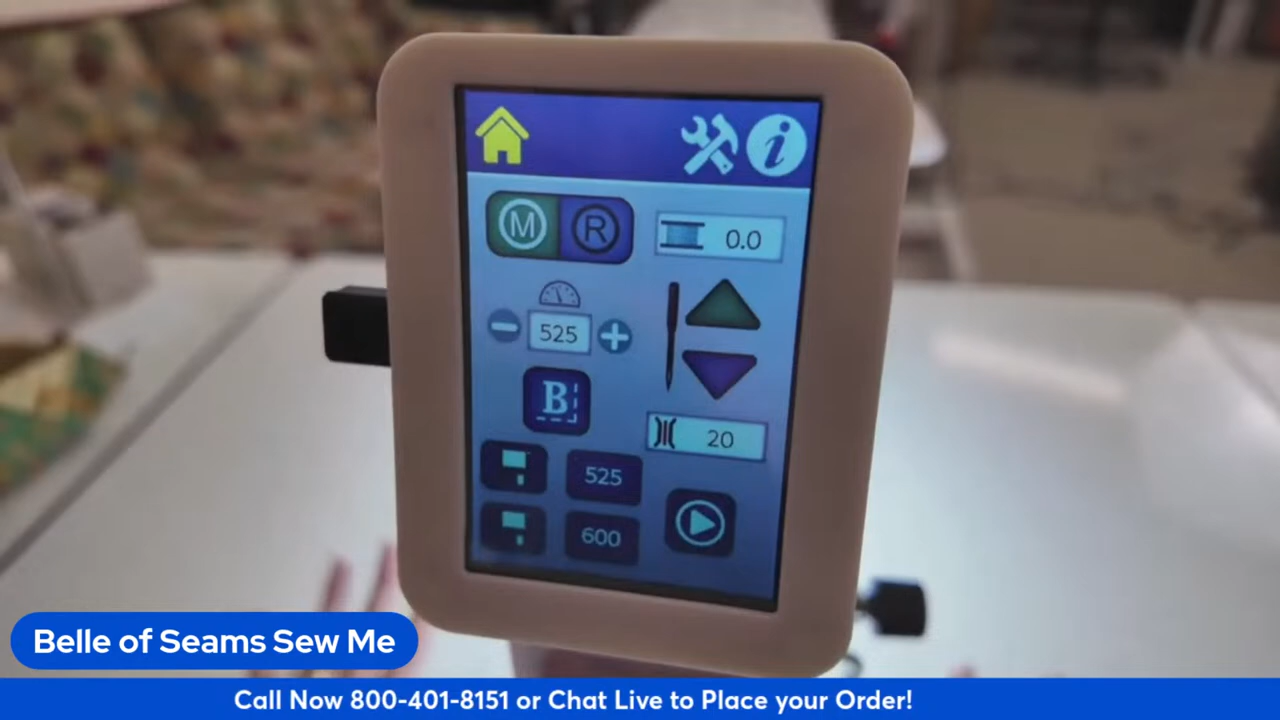 i
M R 0.0
525
B
20
525
600
Belle of Seams Sew Me
Call Now 800-401-8151 or Chat Live to Place your Order!